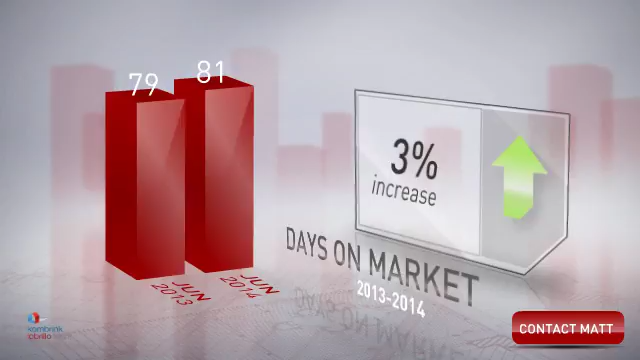 79
81
3%
increase
DAYS ON MARKET
2013-2014
JUN
2013
JUN
2014
CONTACT MATT